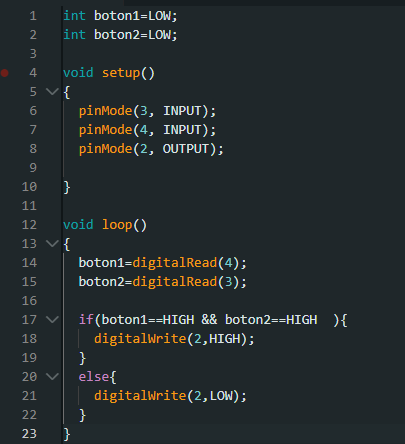 1 int boton1=LOW;
2 int boton2=LOW;
3
4 void setup()
5 {
6   pinMode(3, INPUT);
7   pinMode(4, INPUT);
8   pinMode(2, OUTPUT);
9
10 }
11
12 void loop()
13 {
14   boton1=digitalRead(4);
15   boton2=digitalRead(3);
16
17   if(boton1==HIGH && boton2==HIGH  ){
18     digitalWrite(2,HIGH);
19   }
20   else{
21     digitalWrite(2,LOW);
22   }
23 }